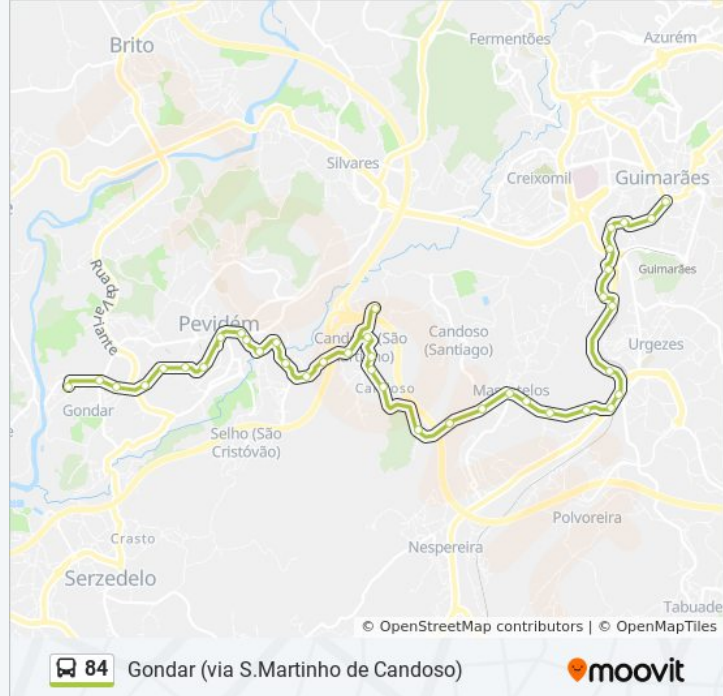 Brito
Fermentões
Azurém
Silvares
Creixomil
Guimarães
Guimarães
Rua da Variante
Pevidém
Candoso
(Santiago)
Urgezes
Gondar
Selho (São
Cristóvão)
Polvoreira
Crasto
Nespereira
Serzedelo
Tabuade
© OpenStreetMap contributors | © OpenMapTiles
84 Gondar (via S.Martinho de Candoso)
moovit